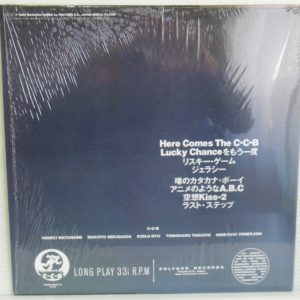 Here Comes The C-C-B
Lucky Chanceをもう一度
リスキー・ゲーム
ジェラシー
噂のカタカナ・ボーイ
アニメのようなA.B.C
空想Kiss-2
ラスト・ステップ
C-C-B
HIDEKI WATANABE MAKOTO SEKIGUCHI KOHJI RYU TOMOHARU TAGUCHI HIDEYUKI YONEKAWA
C-C-B
LONG PLAY 33⅓ R.P.M
POLYDOR RECORDS